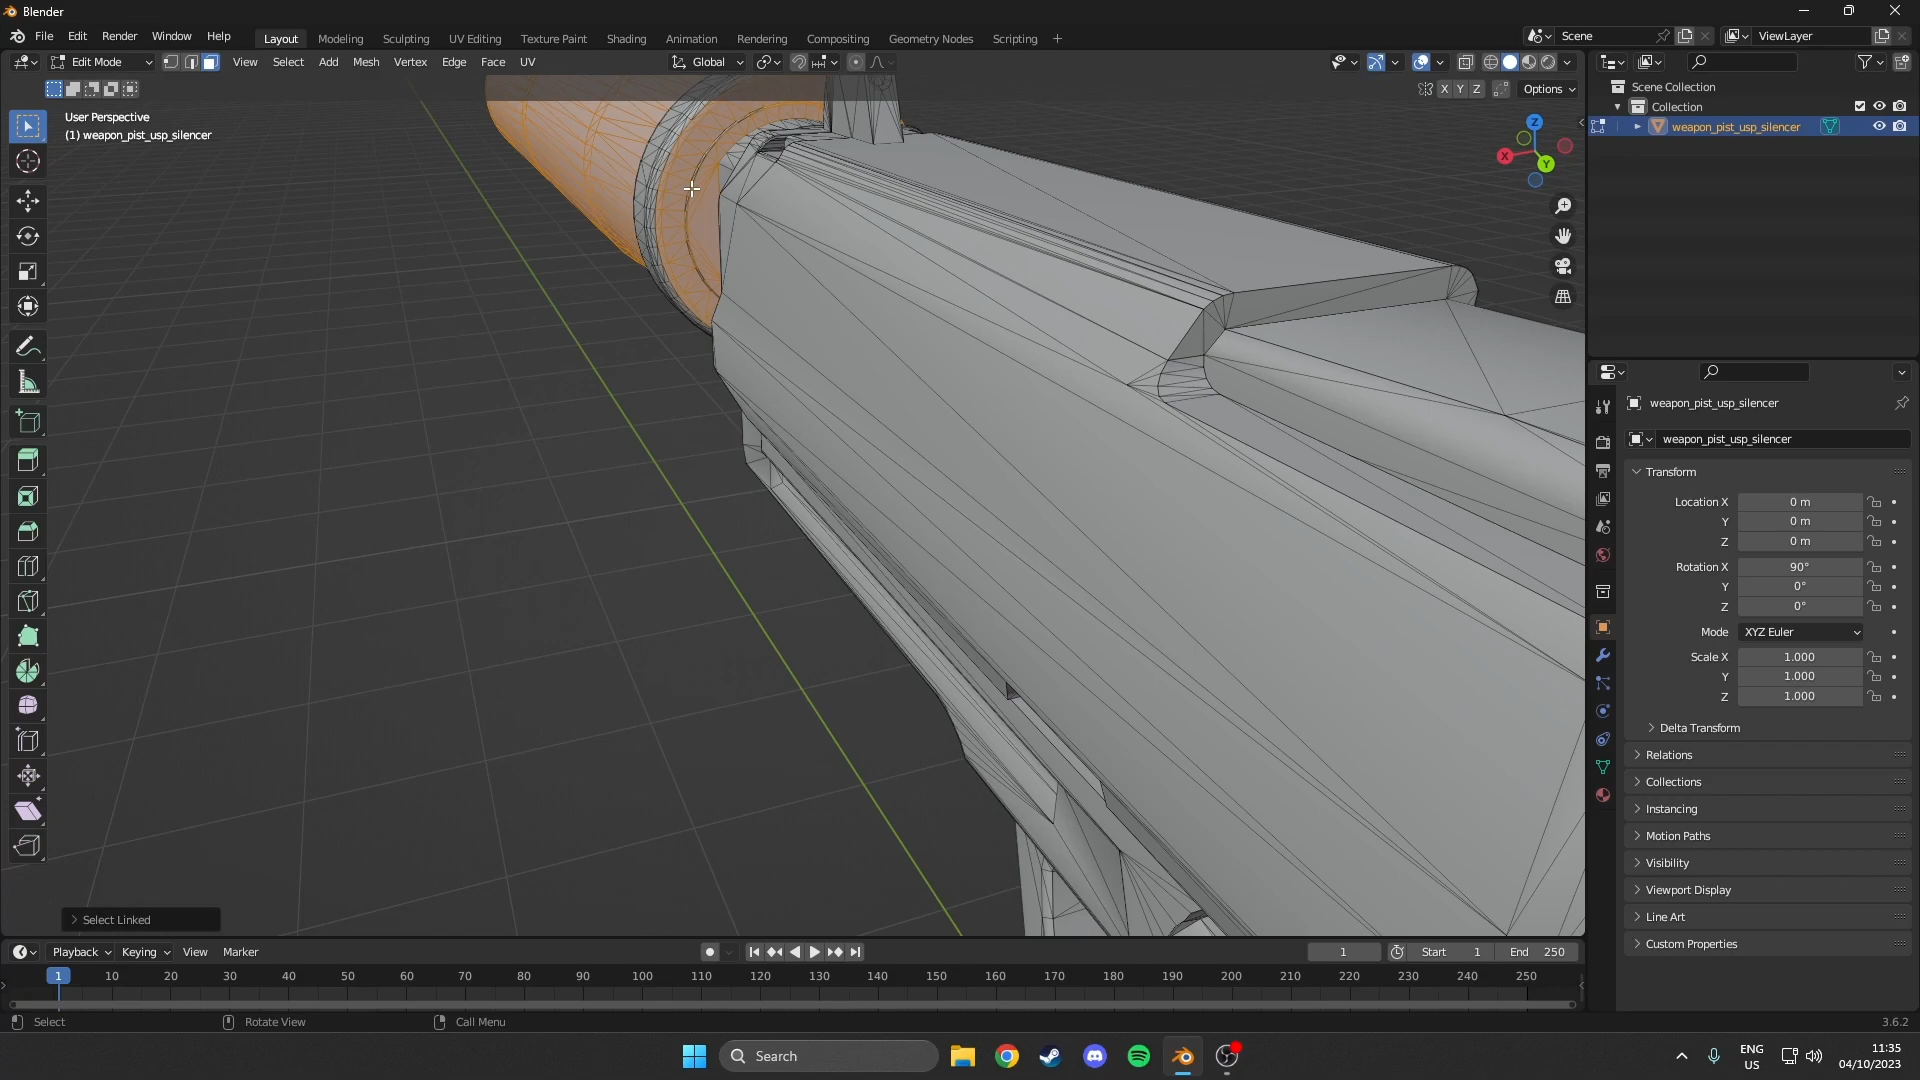 Blender
File Edit Render Window Help Layout Modeling Sculpting UV Editing Texture Paint Shading Animation Rendering Compositing Geometry Nodes Scripting + Scene ViewLayer
Edit Mode View Select Add Mesh Vertex Edge Face UV Global
X Y Z Options
User Perspective
(1) weapon_pist_usp_silencer
Z
X
Y
Scene Collection
Collection
weapon_pist_usp_silencer
weapon_pist_usp_silencer
weapon_pist_usp_silencer
Transform
Location X 0 m
Y 0 m
Z 0 m
Rotation X 90°
Y 0°
Z 0°
Mode XYZ Euler
Scale X 1.000
Y 1.000
Z 1.000
Delta Transform
Relations
Collections
Instancing
Motion Paths
Visibility
Viewport Display
Line Art
Custom Properties
Select Linked
Playback Keying View Marker 1 Start 1 End 250
1 10 20 30 40 50 60 70 80 90 100 110 120 130 140 150 160 170 180 190 200 210 220 230 240 250
Select Rotate View Call Menu 3.6.2
Search
ENG
US
11:35
04/10/2023